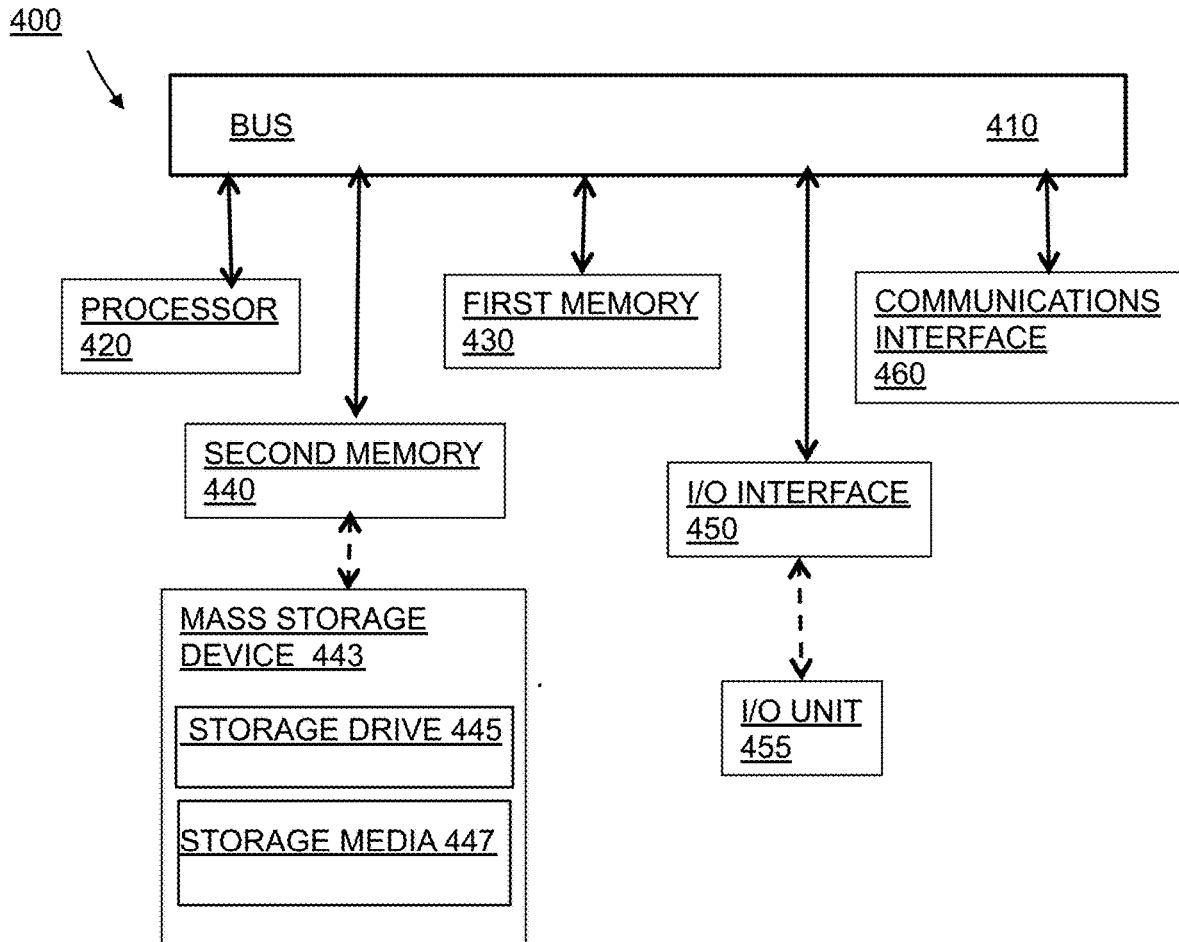 400
BUS 410
PROCESSOR
420
FIRST MEMORY
430
COMMUNICATIONS
INTERFACE
460
SECOND MEMORY
440
I/O INTERFACE
450
MASS STORAGE
DEVICE 443
STORAGE DRIVE 445
STORAGE MEDIA 447
I/O UNIT
455